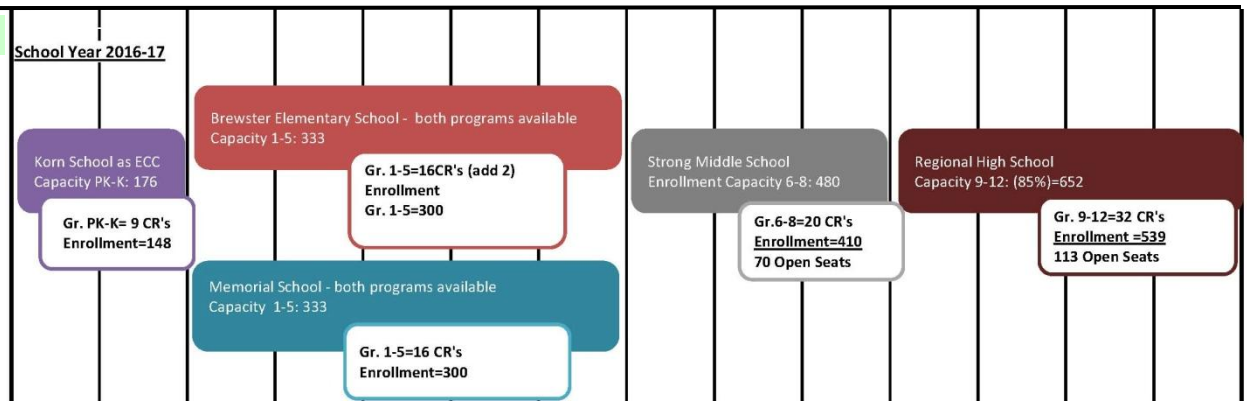 School Year 2016-17
Korn School as ECC
Capacity PK-K: 176
Gr. PK-K= 9 CR's
Enrollment=148
Brewster Elementary School - both programs available
Capacity 1-5: 333
Gr. 1-5=16CR's (add 2)
Enrollment
Gr. 1-5=300
Memorial School - both programs available
Capacity 1-5: 333
Gr. 1-5=16 CR's
Enrollment=300
Strong Middle School
Enrollment Capacity 6-8: 480
Gr.6-8=20 CR's
Enrollment=410
70 Open Seats
Regional High School
Capacity 9-12: (85%)=652
Gr. 9-12=32 CR's
Enrollment =539
113 Open Seats